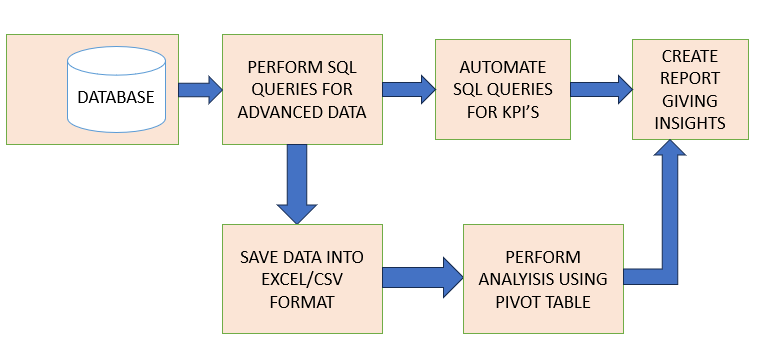 DATABASE
PERFORM SQL
QUERIES FOR
ADVANCED DATA
AUTOMATE
SQL QUERIES
FOR KPI'S
CREATE
REPORT
GIVING
INSIGHTS
SAVE DATA INTO
EXCEL/CSV
FORMAT
PERFORM
ANALYISIS USING
PIVOT TABLE